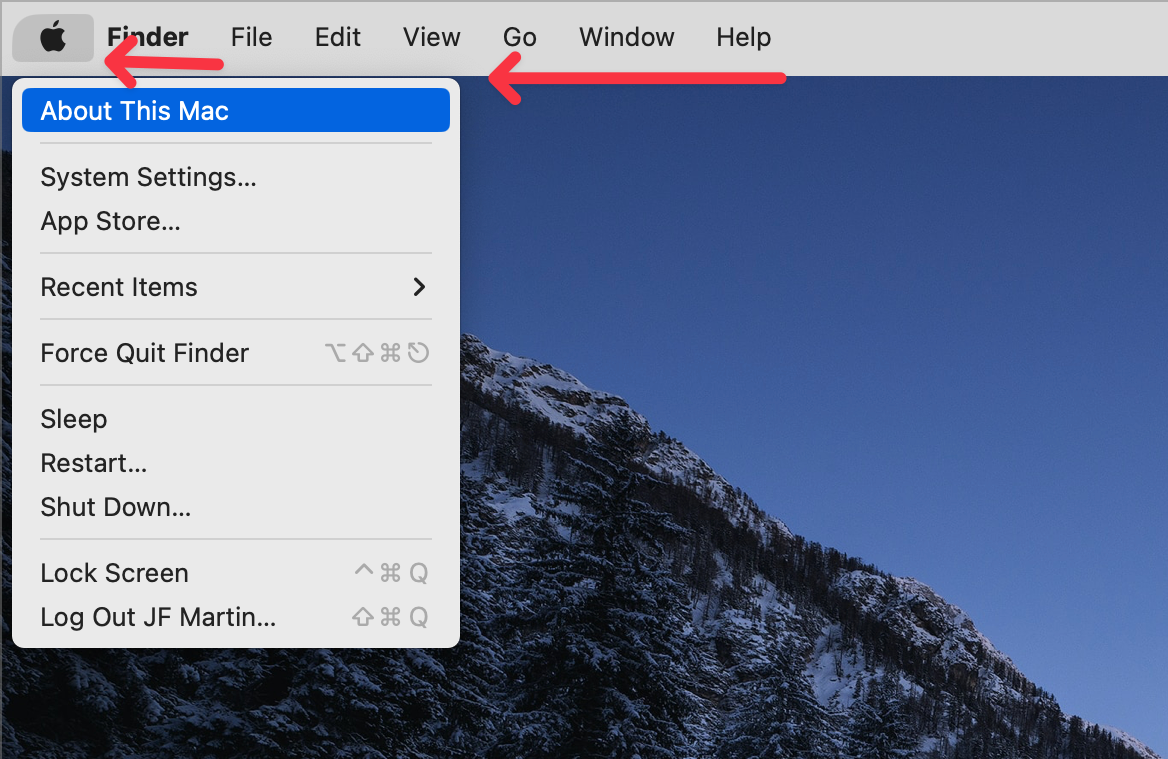 Finder File Edit View Go Window Help
About This Mac
System Settings...
App Store...
Recent Items
Force Quit Finder ⌥⇧⌘⎋
Sleep
Restart...
Shut Down...
Lock Screen ^⌘Q
Log Out JF Martin... ⇧⌘Q